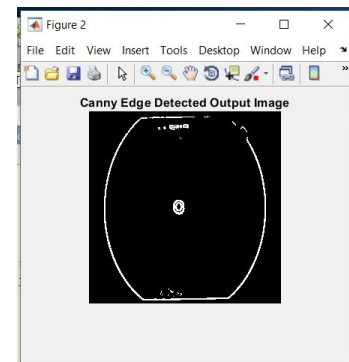 Figure 2
File Edit View Insert Tools Desktop Window Help
Canny Edge Detected Output Image